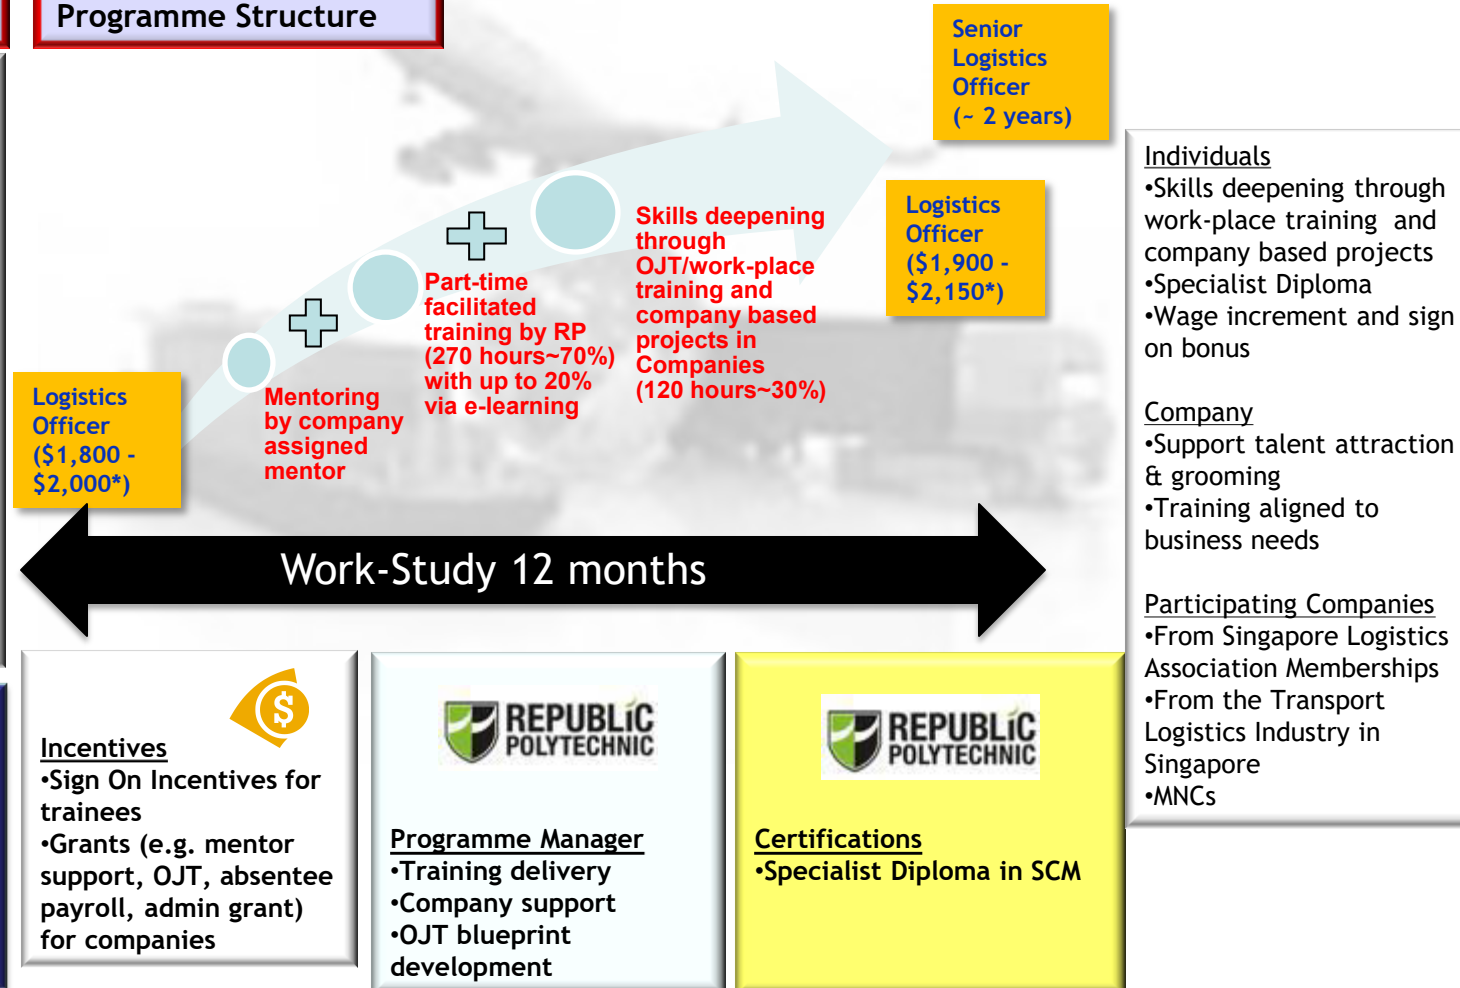 Programme Structure
Senior
Logistics
Officer
(~ 2 years)
Logistics
Officer
($1,900 -
$2,150*)
Skills deepening
through
OJT/work-place
training and
company based
projects in
Companies
(120 hours~30%)
Part-time
facilitated
training by RP
(270 hours~70%)
with up to 20%
via e-learning
Mentoring
by company
assigned
mentor
Logistics
Officer
($1,800 -
$2,000*)
Work-Study 12 months
Individuals
•Skills deepening through
work-place training and
company based projects
•Specialist Diploma
•Wage increment and sign
on bonus
Company
•Support talent attraction
& grooming
•Training aligned to
business needs
Participating Companies
•From Singapore Logistics
Association Memberships
•From the Transport
Logistics Industry in
Singapore
•MNCs
$
Incentives
•Sign On Incentives for
trainees
•Grants (e.g. mentor
support, OJT, absentee
payroll, admin grant)
for companies
REPUBLIC
POLYTECHNIC
Programme Manager
•Training delivery
•Company support
•OJT blueprint
development
REPUBLIC
POLYTECHNIC
Certifications
•Specialist Diploma in SCM